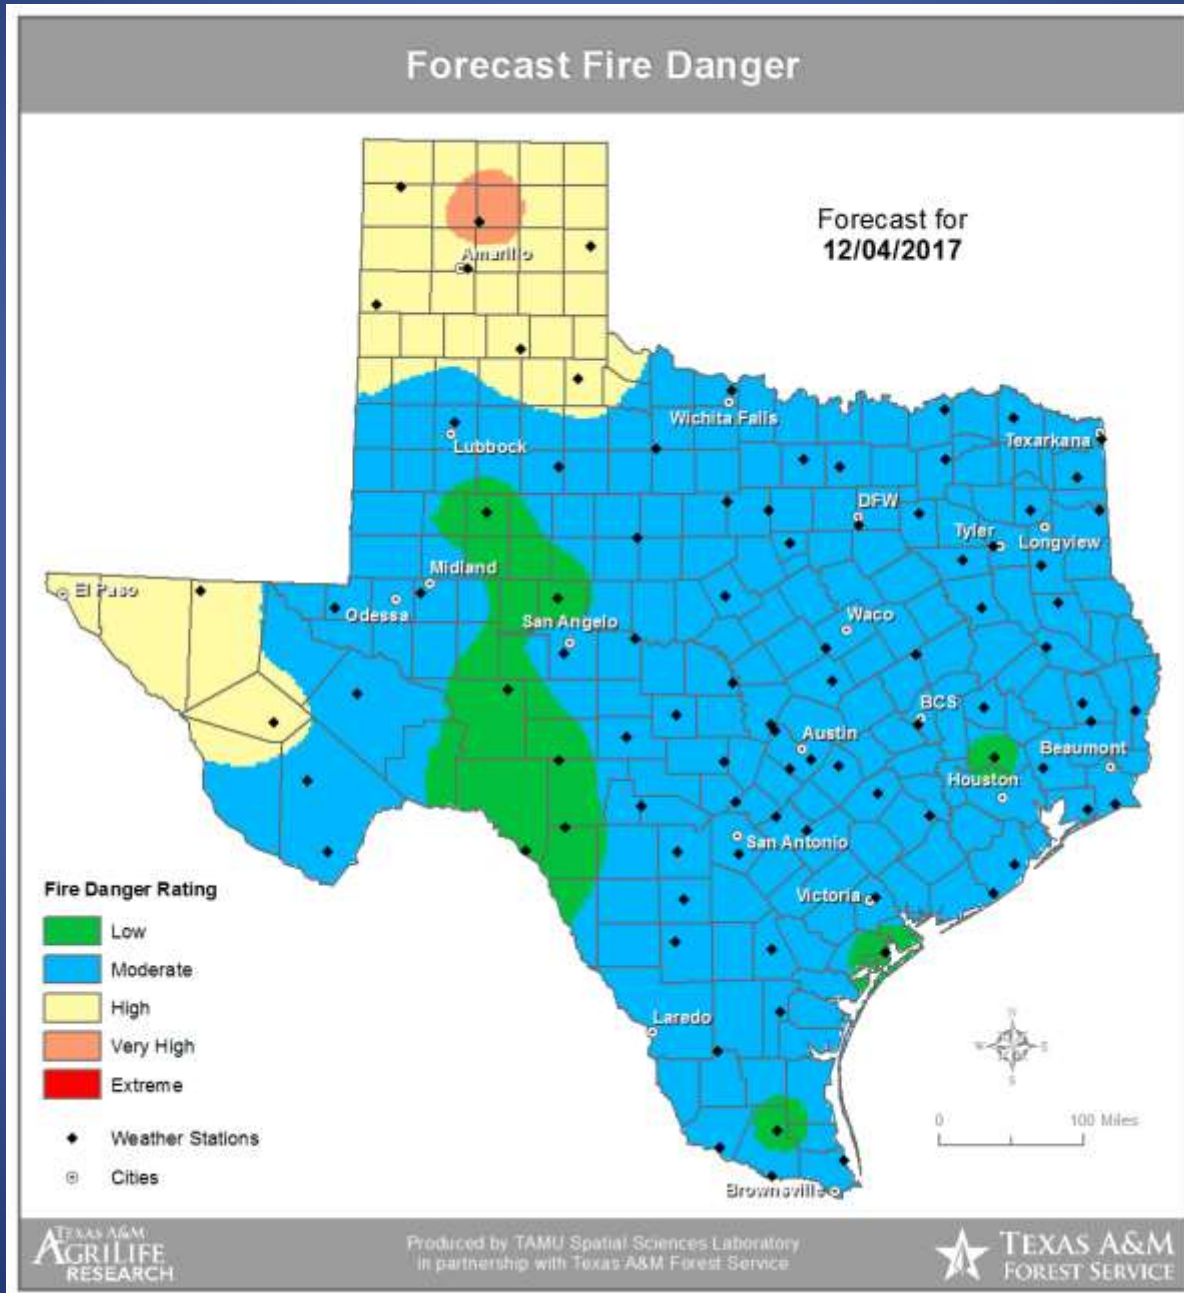 Forecast Fire Danger
Forecast for
12/04/2017
Amarillo
Wichita Falls
Lubbock
Texarkana
DFW
Tyler
Longview
Midland
El Paso
Odessa
San Angelo
Waco
BCS
Austin
Beaumont
Houston
San Antonio
Victoria
Laredo
Brownsville
Fire Danger Rating
Low
Moderate
High
Very High
Extreme
Weather Stations
Cities
N
W
E
S
0
100 Miles
TEXAS A&M
AGRILIFE
RESEARCH
Produced by TAMU Spatial Sciences Laboratory
in partnership with Texas A&M Forest Service
TEXAS A&M
FOREST SERVICE